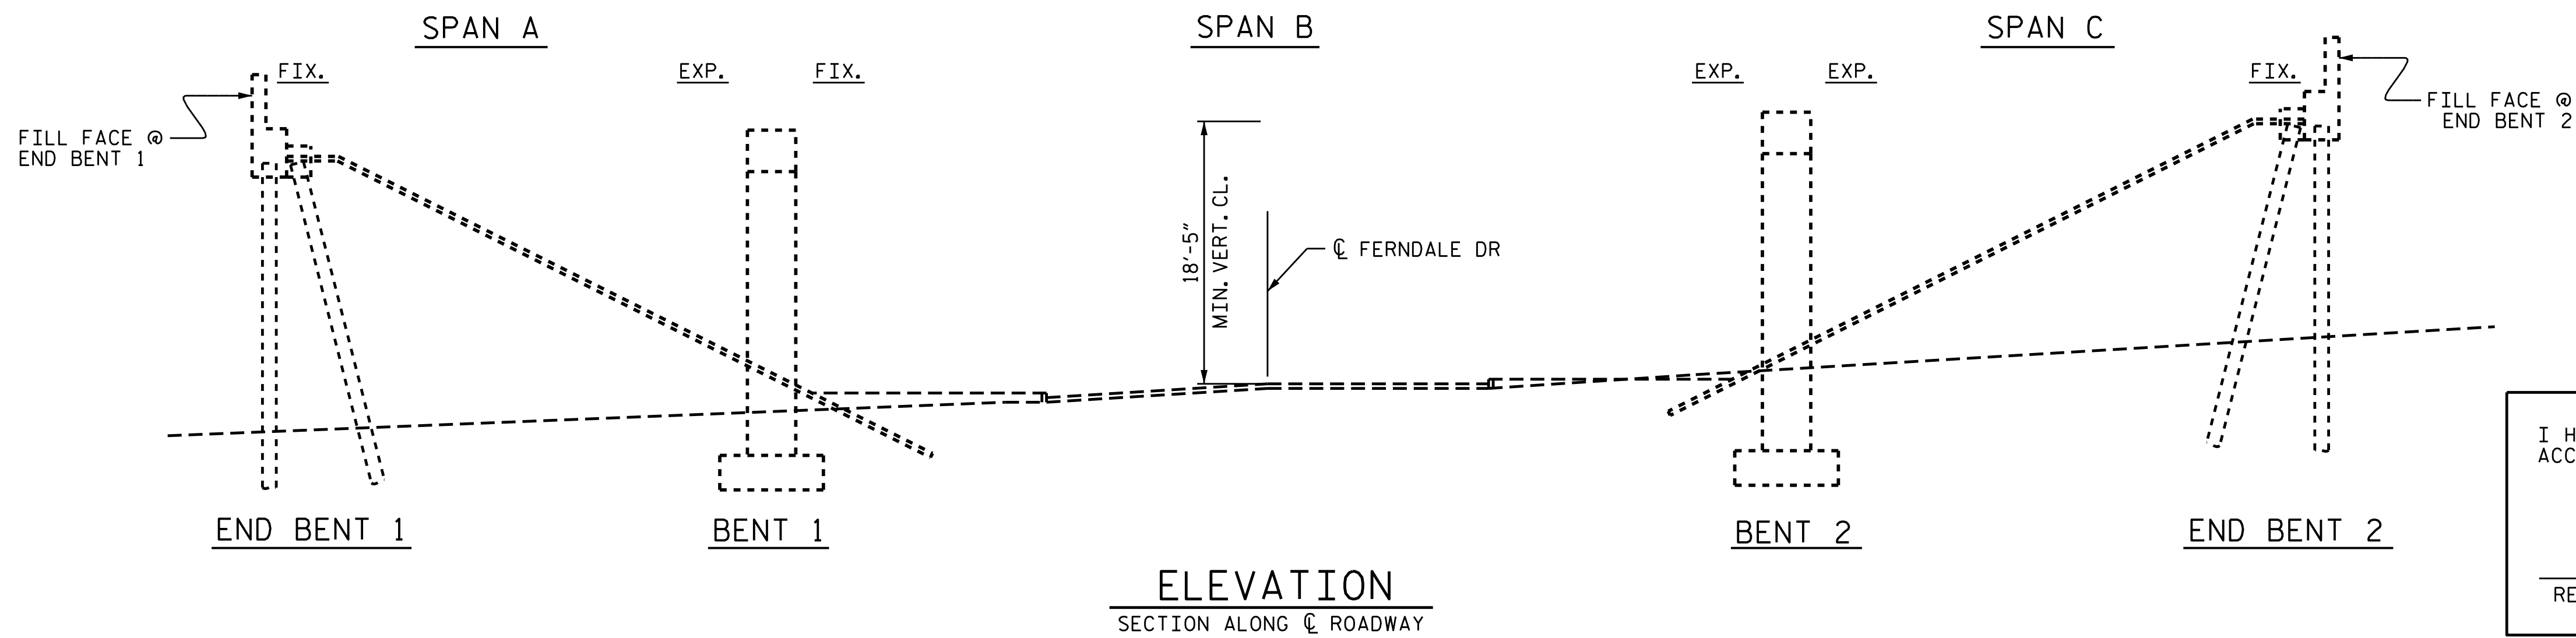 SPAN A
SPAN B
SPAN C
FIX.
EXP.
FIX.
EXP.
EXP.
FIX.
FILL FACE @
END BENT 1
18'-5"
MIN. VERT. CL.
℄ FERNDALE DR
FILL FACE @
END BENT 2
I H
ACC
END BENT 1
BENT 1
BENT 2
END BENT 2
ELEVATION
SECTION ALONG ℄ ROADWAY
RE